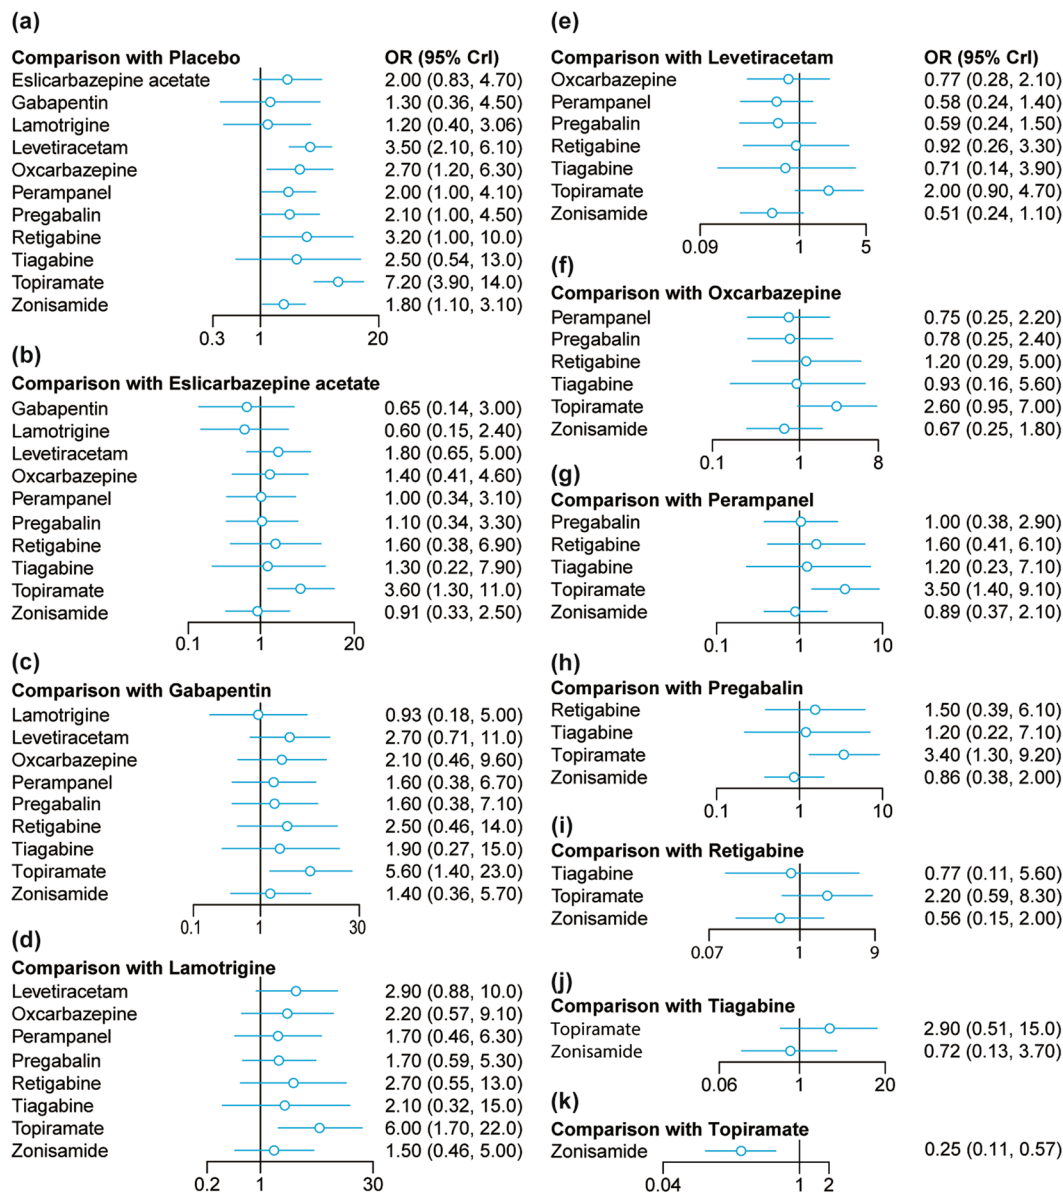 (a)
Comparison with Placebo OR (95% CrI)
Eslicarbazepine acetate 2.00 (0.83, 4.70)
Gabapentin 1.30 (0.36, 4.50)
Lamotrigine 1.20 (0.40, 3.06)
Levetiracetam 3.50 (2.10, 6.10)
Oxcarbazepine 2.70 (1.20, 6.30)
Perampanel 2.00 (1.00, 4.10)
Pregabalin 2.10 (1.00, 4.50)
Retigabine 3.20 (1.00, 10.0)
Tiagabine 2.50 (0.54, 13.0)
Topiramate 7.20 (3.90, 14.0)
Zonisamide 1.80 (1.10, 3.10)
0.3 1 20
(b)
Comparison with Eslicarbazepine acetate
Gabapentin 0.65 (0.14, 3.00)
Lamotrigine 0.60 (0.15, 2.40)
Levetiracetam 1.80 (0.65, 5.00)
Oxcarbazepine 1.40 (0.41, 4.60)
Perampanel 1.00 (0.34, 3.10)
Pregabalin 1.10 (0.34, 3.30)
Retigabine 1.60 (0.38, 6.90)
Tiagabine 1.30 (0.22, 7.90)
Topiramate 3.60 (1.30, 11.0)
Zonisamide 0.91 (0.33, 2.50)
0.1 1 20
(c)
Comparison with Gabapentin
Lamotrigine 0.93 (0.18, 5.00)
Levetiracetam 2.70 (0.71, 11.0)
Oxcarbazepine 2.10 (0.46, 9.60)
Perampanel 1.60 (0.38, 6.70)
Pregabalin 1.60 (0.38, 7.10)
Retigabine 2.50 (0.46, 14.0)
Tiagabine 1.90 (0.27, 15.0)
Topiramate 5.60 (1.40, 23.0)
Zonisamide 1.40 (0.36, 5.70)
0.1 1 30
(d)
Comparison with Lamotrigine
Levetiracetam 2.90 (0.88, 10.0)
Oxcarbazepine 2.20 (0.57, 9.10)
Perampanel 1.70 (0.46, 6.30)
Pregabalin 1.70 (0.59, 5.30)
Retigabine 2.70 (0.55, 13.0)
Tiagabine 2.10 (0.32, 15.0)
Topiramate 6.00 (1.70, 22.0)
Zonisamide 1.50 (0.46, 5.00)
0.2 1 30
(e)
Comparison with Levetiracetam OR (95% CrI)
Oxcarbazepine 0.77 (0.28, 2.10)
Perampanel 0.58 (0.24, 1.40)
Pregabalin 0.59 (0.24, 1.50)
Retigabine 0.92 (0.26, 3.30)
Tiagabine 0.71 (0.14, 3.90)
Topiramate 2.00 (0.90, 4.70)
Zonisamide 0.51 (0.24, 1.10)
0.09 1 5
(f)
Comparison with Oxcarbazepine
Perampanel 0.75 (0.25, 2.20)
Pregabalin 0.78 (0.25, 2.40)
Retigabine 1.20 (0.29, 5.00)
Tiagabine 0.93 (0.16, 5.60)
Topiramate 2.60 (0.95, 7.00)
Zonisamide 0.67 (0.25, 1.80)
0.1 1 8
(g)
Comparison with Perampanel
Pregabalin 1.00 (0.38, 2.90)
Retigabine 1.60 (0.41, 6.10)
Tiagabine 1.20 (0.23, 7.10)
Topiramate 3.50 (1.40, 9.10)
Zonisamide 0.89 (0.37, 2.10)
0.1 1 10
(h)
Comparison with Pregabalin
Retigabine 1.50 (0.39, 6.10)
Tiagabine 1.20 (0.22, 7.10)
Topiramate 3.40 (1.30, 9.20)
Zonisamide 0.86 (0.38, 2.00)
0.1 1 10
(i)
Comparison with Retigabine
Tiagabine 0.77 (0.11, 5.60)
Topiramate 2.20 (0.59, 8.30)
Zonisamide 0.56 (0.15, 2.00)
0.07 1 9
(j)
Comparison with Tiagabine
Topiramate 2.90 (0.51, 15.0)
Zonisamide 0.72 (0.13, 3.70)
0.06 1 20
(k)
Comparison with Topiramate
Zonisamide 0.25 (0.11, 0.57)
0.04 1 2